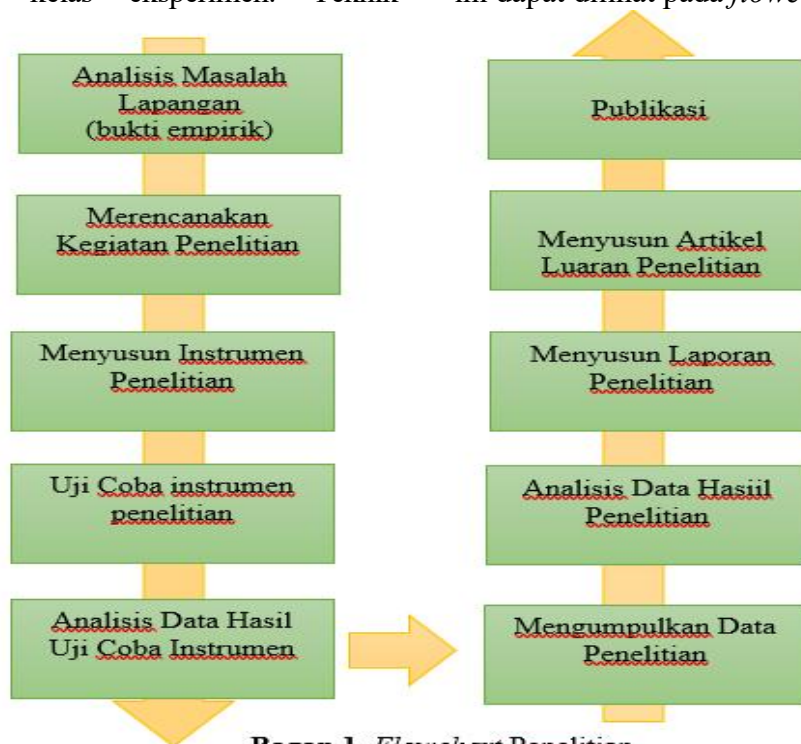 kelas eksperimen. Teknik
ini dapat dilihat pada
Analisis Masalah
Lapangan
(bukti empirik)
Merencanakan
Kegiatan Penelitian
Menyusun Instrumen
Penelitian
Uji Coba instrumen
penelitian
Analisis Data Hasil
Uji Coba Instrumen
Mengumpulkan Data
Penelitian
Analisis Data Hasiil
Penelitian
Menyusun Laporan
Penelitian
Menyusun Artikel
Luaran Penelitian
Publikasi
Bagan 1. Flowchart Penelitian